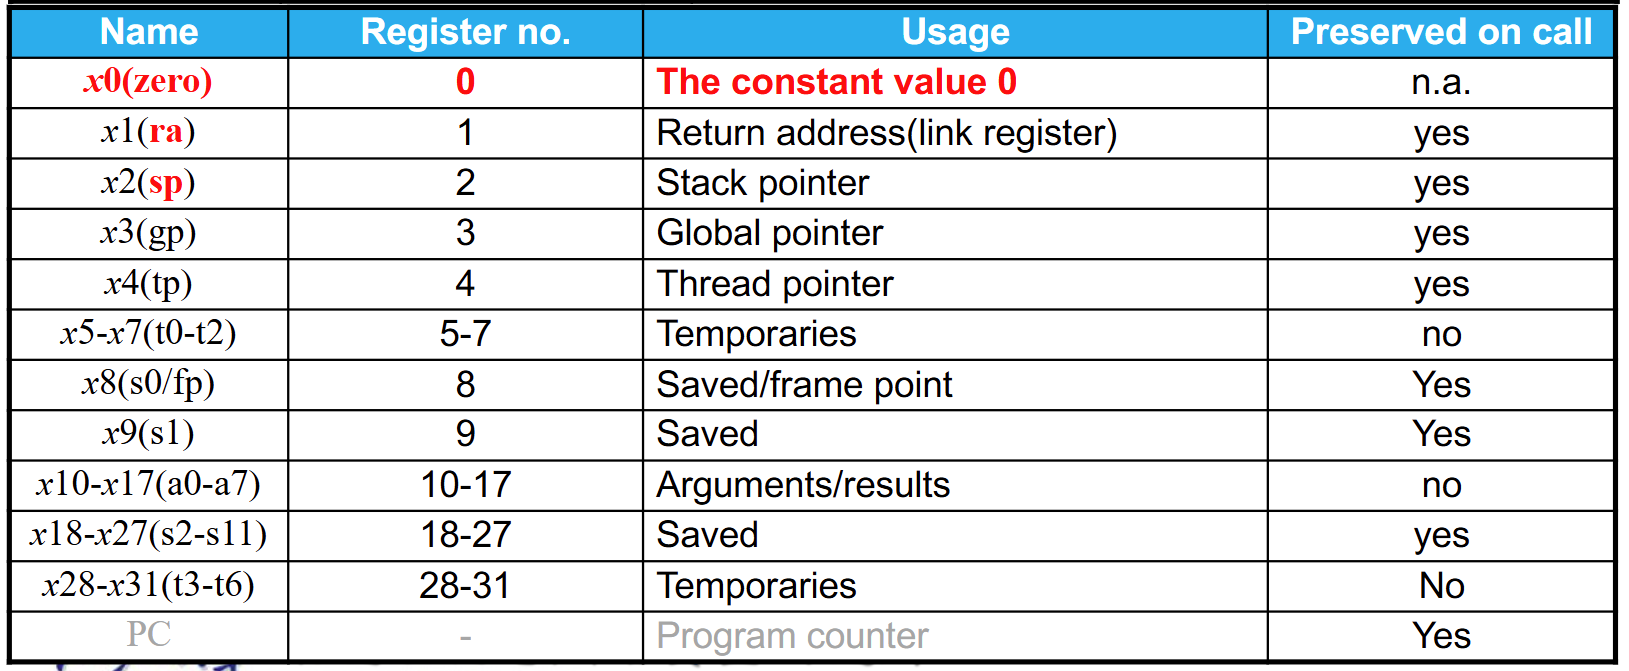 Name Register no. Usage Preserved on call
x0(zero) 0 The constant value 0 n.a.
x1(ra) 1 Return address(link register) yes
x2(sp) 2 Stack pointer yes
x3(gp) 3 Global pointer yes
x4(tp) 4 Thread pointer yes
x5-x7(t0-t2) 5-7 Temporaries no
x8(s0/fp) 8 Saved/frame point Yes
x9(s1) 9 Saved Yes
x10-x17(a0-a7) 10-17 Arguments/results no
x18-x27(s2-s11) 18-27 Saved yes
x28-x31(t3-t6) 28-31 Temporaries No
PC - Program counter Yes